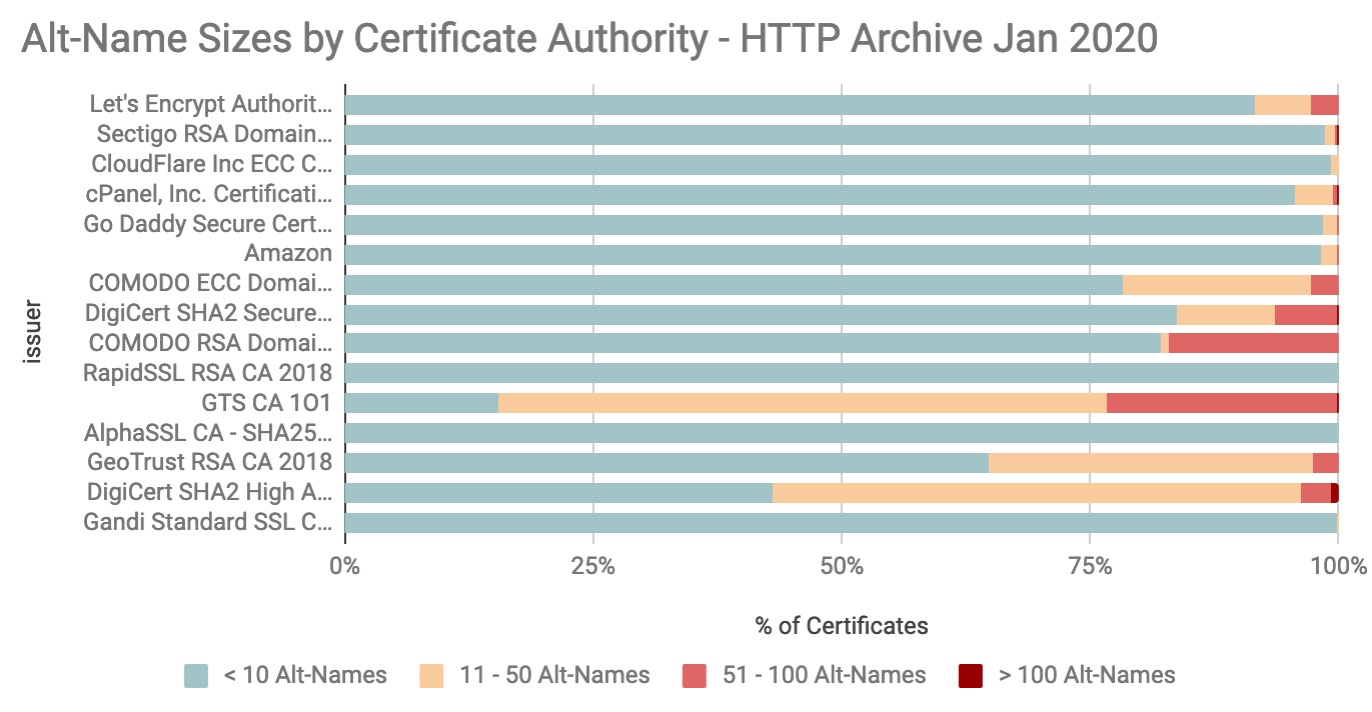 Alt-Name Sizes by Certificate Authority - HTTP Archive Jan 2020
issuer
Let's Encrypt Authorit...
Sectigo RSA Domain...
CloudFlare Inc ECC C...
cPanel, Inc. Certificati...
Go Daddy Secure Cert...
Amazon
COMODO ECC Domai...
DigiCert SHA2 Secure...
COMODO RSA Domai...
RapidSSL RSA CA 2018
GTS CA 1O1
AlphaSSL CA - SHA25...
GeoTrust RSA CA 2018
DigiCert SHA2 High A...
Gandi Standard SSL C...
0% 25% 50% 75% 100%
% of Certificates
< 10 Alt-Names 11 - 50 Alt-Names 51 - 100 Alt-Names > 100 Alt-Names